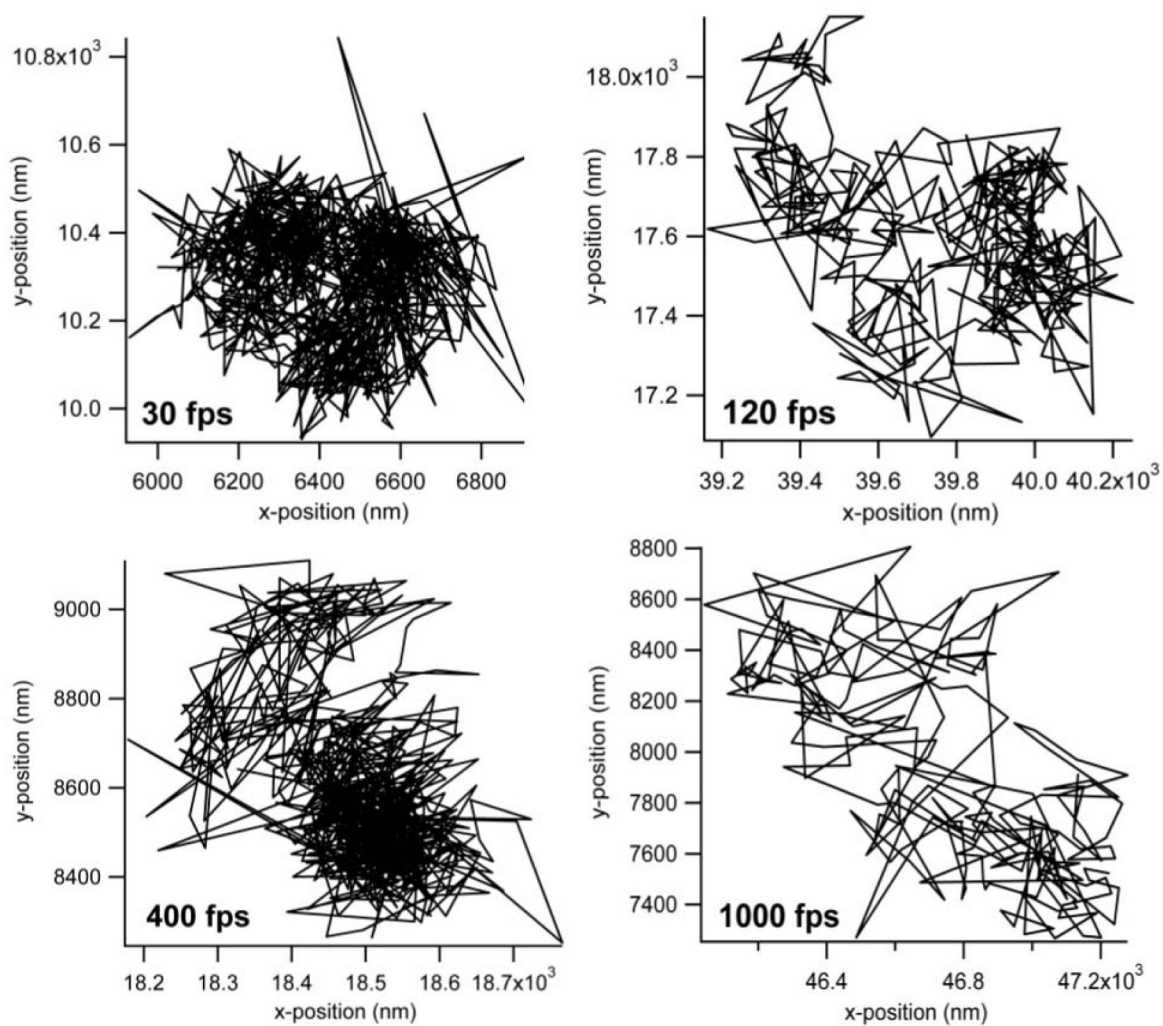 10.8x10³
10.6
10.4
10.2
10.0
y-position (nm)
30 fps
6000 6200 6400 6600 6800
x-position (nm)
18.0x10³
17.8
17.6
17.4
17.2
y-position (nm)
120 fps
39.2 39.4 39.6 39.8 40.0 40.2x10³
x-position (nm)
9000
8800
8600
8400
y-position (nm)
400 fps
18.2 18.3 18.4 18.5 18.6 18.7x10³
x-position (nm)
8800
8600
8400
8200
8000
7800
7600
7400
y-position (nm)
1000 fps
46.4 46.8 47.2x10³
x-position (nm)